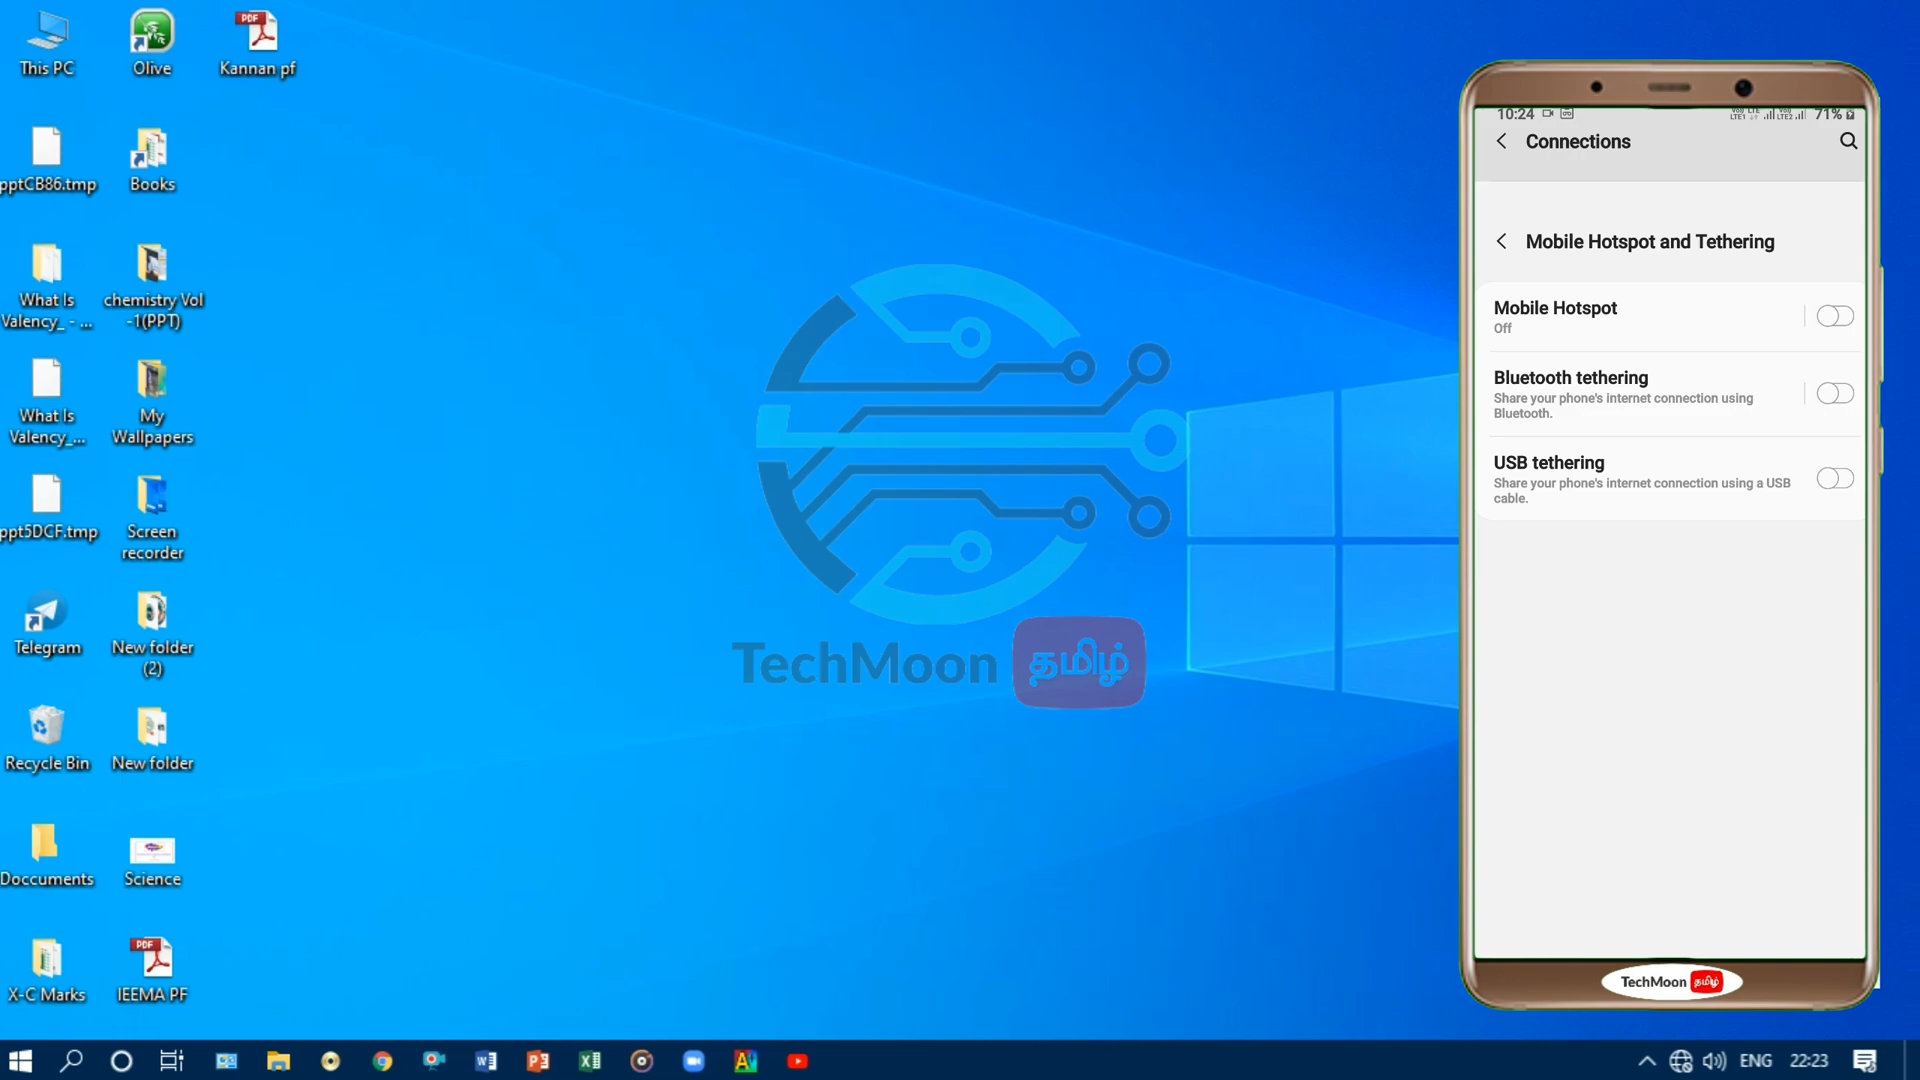 This PC
Olive
Kannan pf
pptCB86.tmp
Books
What Is
Valency_ - ...
chemistry Vol
-1(PPT)
What Is
Valency_...
My
Wallpapers
ppt5DCF.tmp
Screen
recorder
Telegram
New folder
(2)
Recycle Bin
New folder
Doccuments
Science
X-C Marks
IEEMA PF
TechMoon தமிழ்
10:24
71%
Connections
Mobile Hotspot and Tethering
Mobile Hotspot
Off
Bluetooth tethering
Share your phone's internet connection using
Bluetooth.
USB tethering
Share your phone's internet connection using a USB
cable.
TechMoon தமிழ்
ENG
22:23